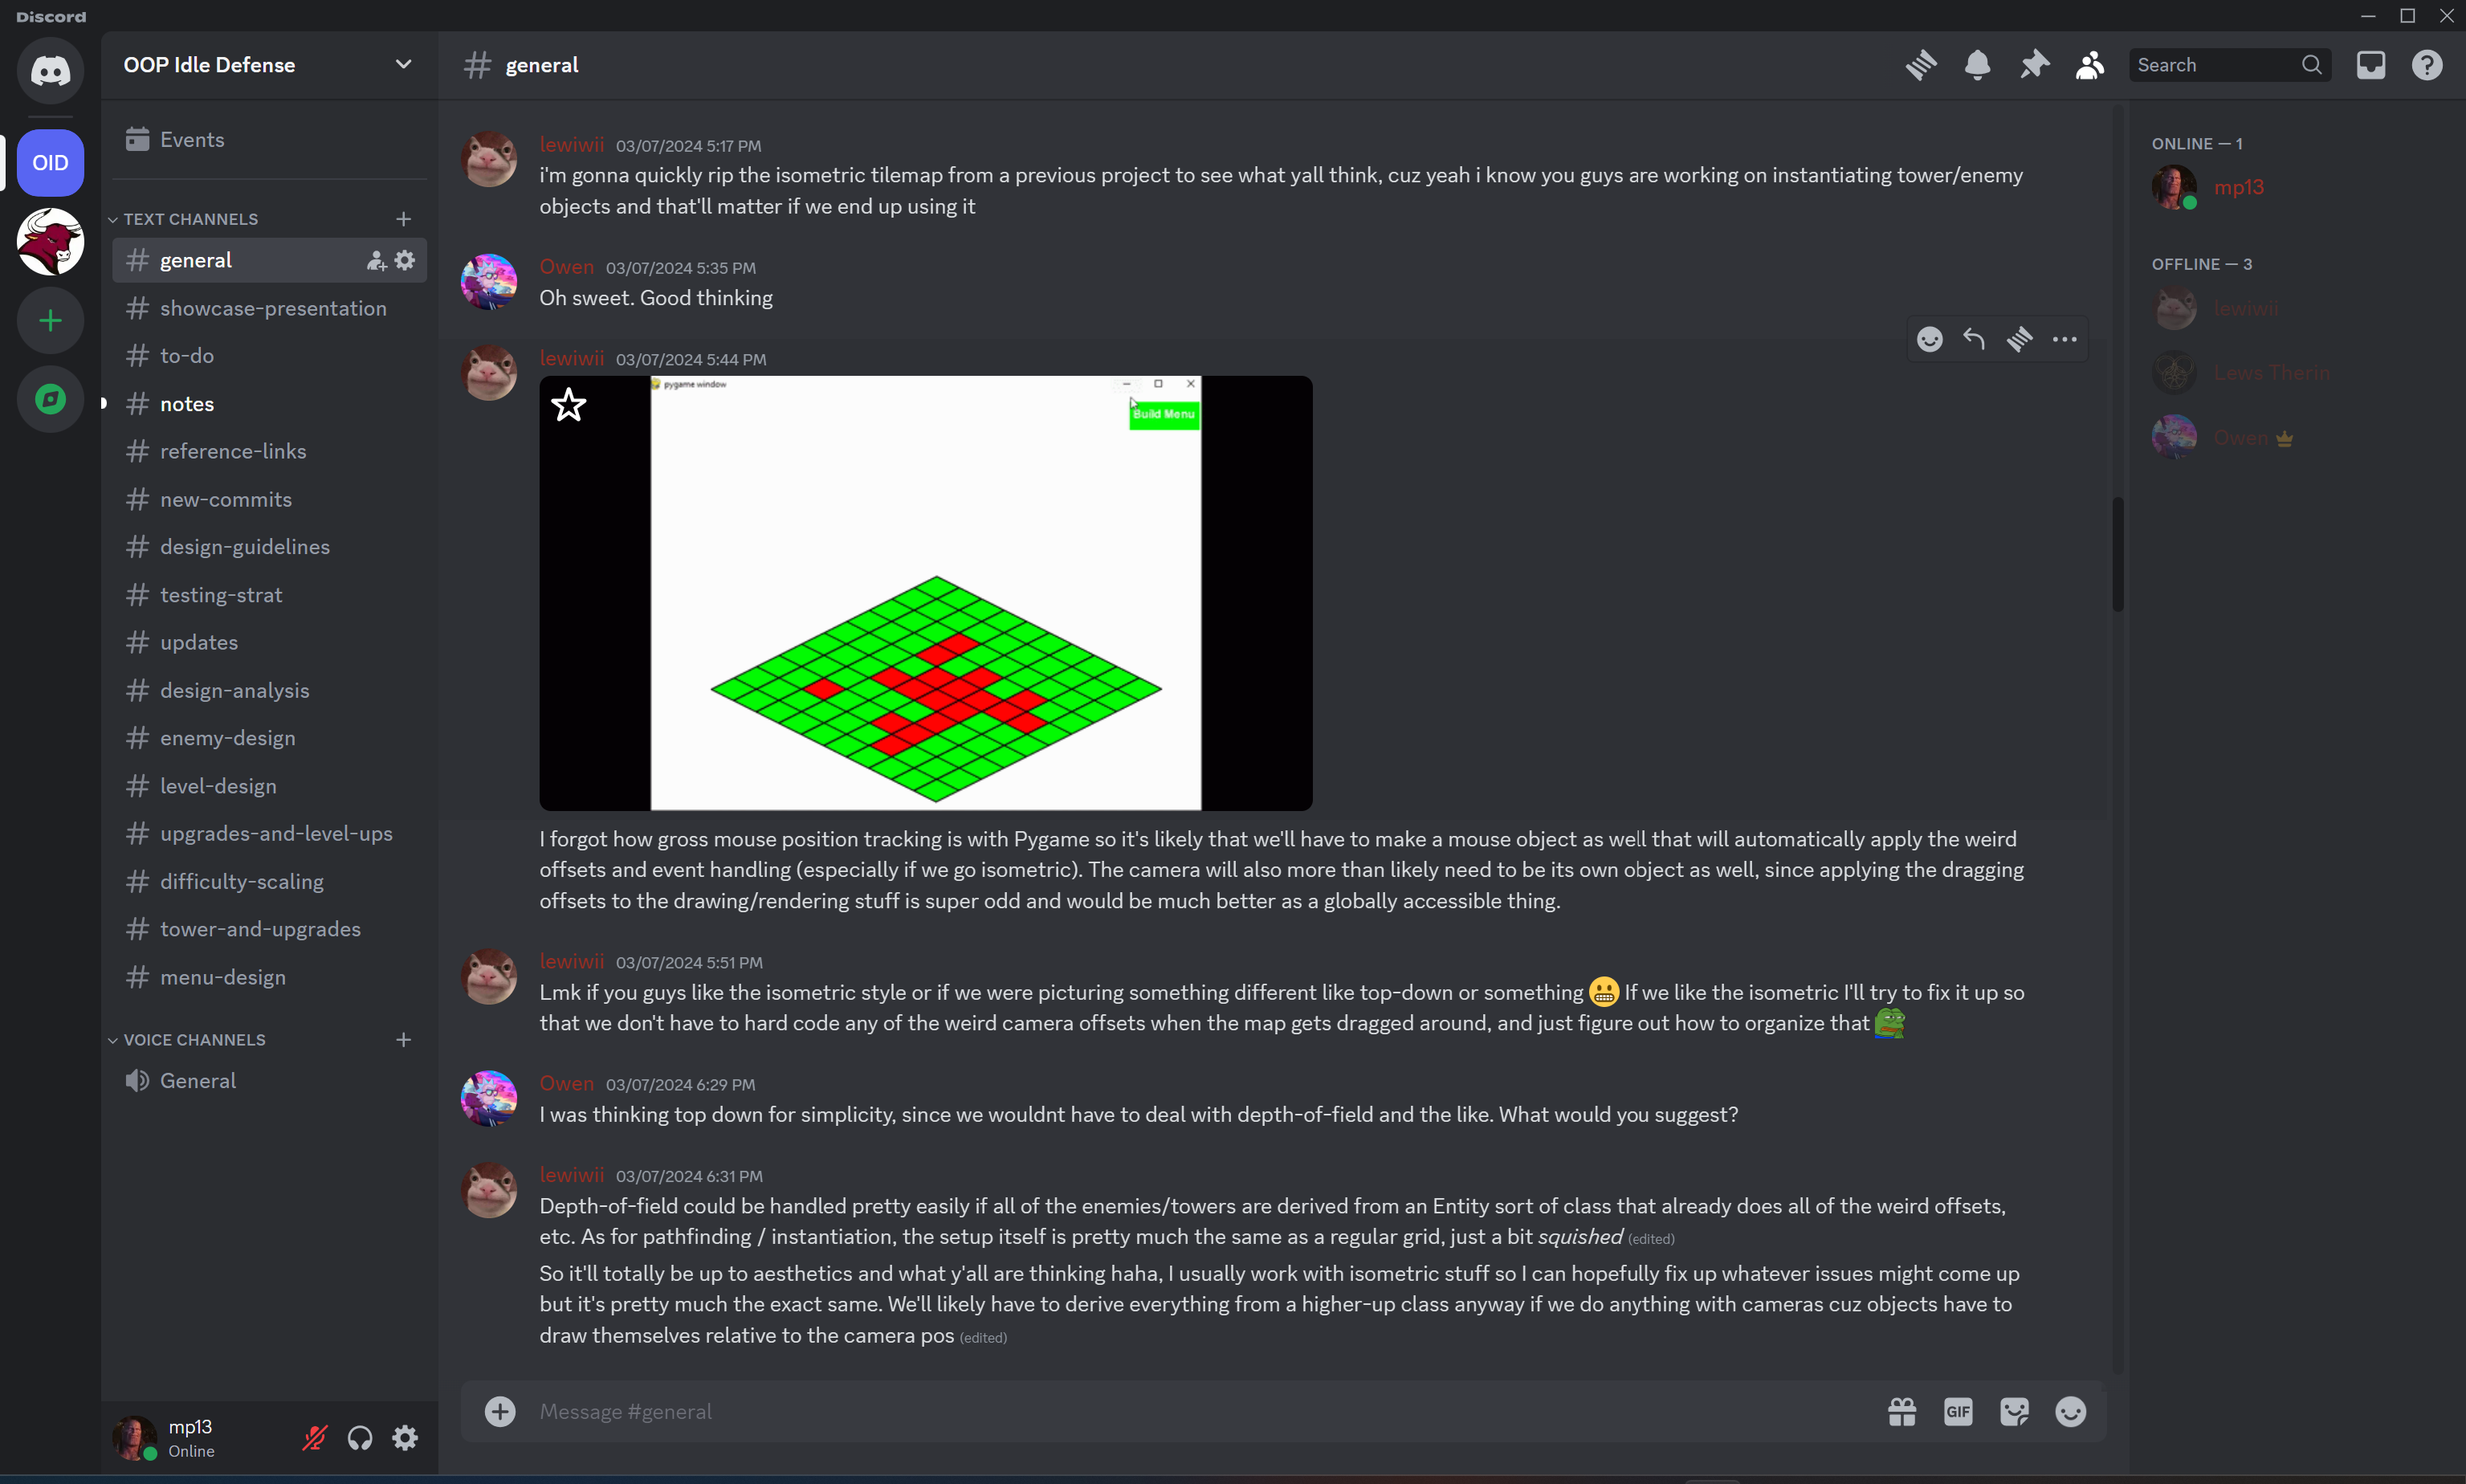 Discord
OID
OOP Idle Defense
Events
TEXT CHANNELS
general
showcase-presentation
to-do
notes
reference-links
new-commits
design-guidelines
testing-strat
updates
design-analysis
enemy-design
level-design
upgrades-and-level-ups
difficulty-scaling
tower-and-upgrades
menu-design
VOICE CHANNELS
General
mp13
Online
general
Search
lewiwii 03/07/2024 5:17 PM
i'm gonna quickly rip the isometric tilemap from a previous project to see what yall think, cuz yeah i know you guys are working on instantiating tower/enemy
objects and that'll matter if we end up using it
Owen 03/07/2024 5:35 PM
Oh sweet. Good thinking
lewiwii 03/07/2024 5:44 PM
pygame window
Build Menu
I forgot how gross mouse position tracking is with Pygame so it's likely that we'll have to make a mouse object as well that will automatically apply the weird
offsets and event handling (especially if we go isometric). The camera will also more than likely need to be its own object as well, since applying the dragging
offsets to the drawing/rendering stuff is super odd and would be much better as a globally accessible thing.
lewiwii 03/07/2024 5:51 PM
Lmk if you guys like the isometric style or if we were picturing something different like top-down or something 😬 If we like the isometric I'll try to fix it up so
that we don't have to hard code any of the weird camera offsets when the map gets dragged around, and just figure out how to organize that
Owen 03/07/2024 6:29 PM
I was thinking top down for simplicity, since we wouldnt have to deal with depth-of-field and the like. What would you suggest?
lewiwii 03/07/2024 6:31 PM
Depth-of-field could be handled pretty easily if all of the enemies/towers are derived from an Entity sort of class that already does all of the weird offsets,
etc. As for pathfinding / instantiation, the setup itself is pretty much the same as a regular grid, just a bit squished (edited)
So it'll totally be up to aesthetics and what y'all are thinking haha, I usually work with isometric stuff so I can hopefully fix up whatever issues might come up
but it's pretty much the exact same. We'll likely have to derive everything from a higher-up class anyway if we do anything with cameras cuz objects have to
draw themselves relative to the camera pos (edited)
Message #general
GIF
ONLINE — 1
mp13
OFFLINE — 3
lewiwii
Lews Therin
Owen